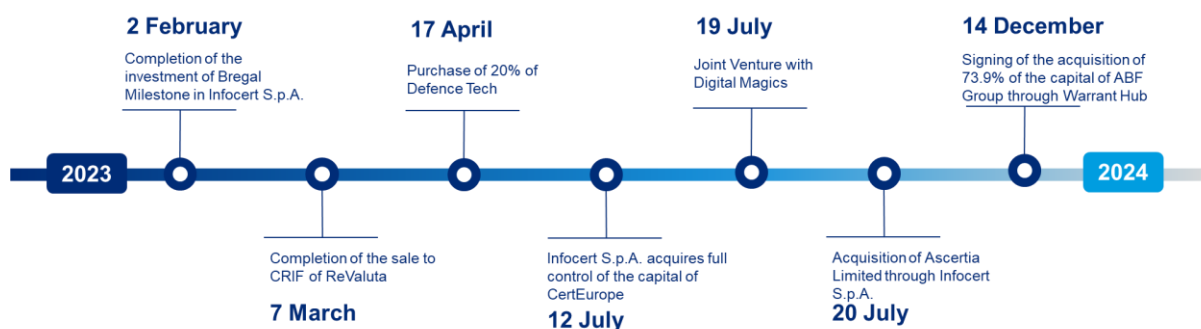 2 February
Completion of the
investment of Bregal
Milestone in Infocert S.p.A.
17 April
Purchase of 20% of
Defence Tech
19 July
Joint Venture with
Digital Magics
14 December
Signing of the acquisition of
73.9% of the capital of ABF
Group through Warrant Hub
2023
2024
Completion of the sale to
CRIF of ReValuta
7 March
Infocert S.p.A. acquires full
control of the capital of
CertEurope
12 July
Acquisition of Ascertia
Limited through Infocert
S.p.A.
20 July